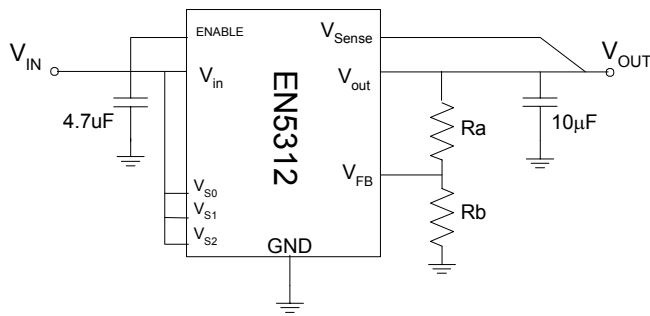 ENABLE
V_Sense
V_IN
V_OUT
V_in
V_out
EN5312
4.7uF
10μF
Ra
V_FB
V_S0
V_S1
V_S2
Rb
GND